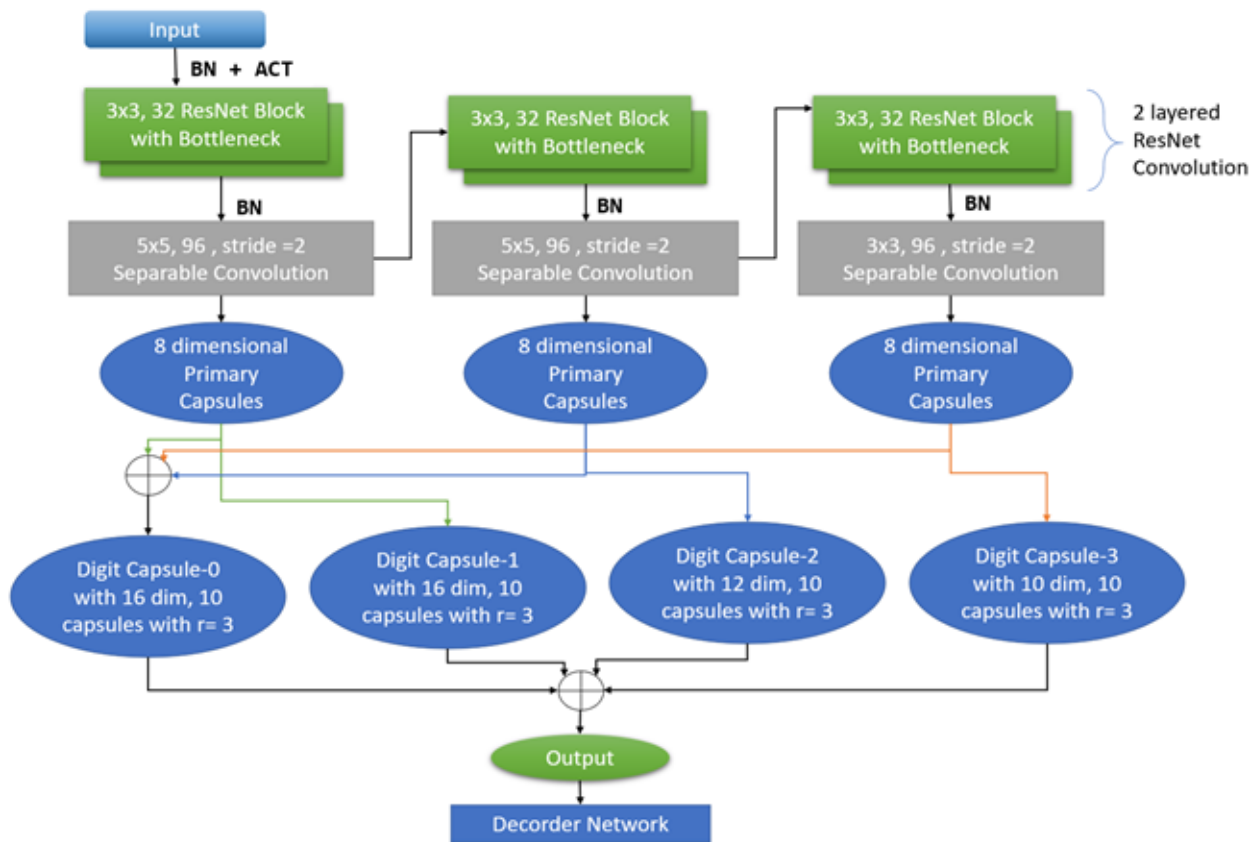 Input
BN + ACT
3x3, 32 ResNet Block
with Bottleneck
3x3, 32 ResNet Block
with Bottleneck
3x3, 32 ResNet Block
with Bottleneck
2 layered
ResNet
Convolution
BN
BN
BN
5x5, 96 , stride =2
Separable Convolution
5x5, 96 , stride =2
Separable Convolution
3x3, 96 , stride =2
Separable Convolution
8 dimensional
Primary
Capsules
8 dimensional
Primary
Capsules
8 dimensional
Primary
Capsules
Digit Capsule-0
with 16 dim, 10
capsules with r= 3
Digit Capsule-1
with 16 dim, 10
capsules with r= 3
Digit Capsule-2
with 12 dim, 10
capsules with r= 3
Digit Capsule-3
with 10 dim, 10
capsules with r= 3
Output
Decorder Network